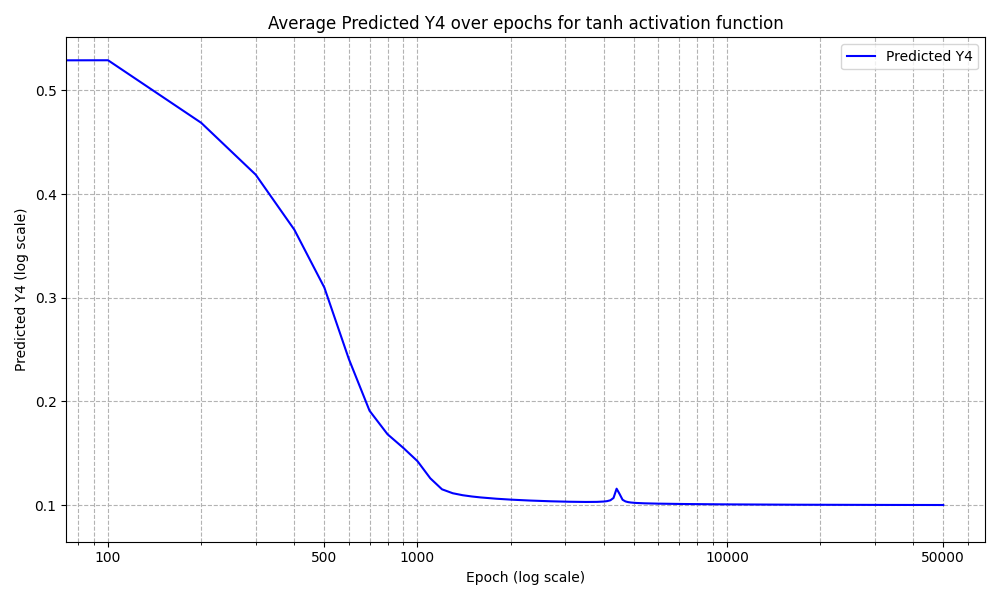 Average Predicted Y4 over epochs for tanh activation function
Predicted Y4
Predicted Y4 (log scale)
0.5
0.4
0.3
0.2
0.1
100
500
1000
10000
50000
Epoch (log scale)